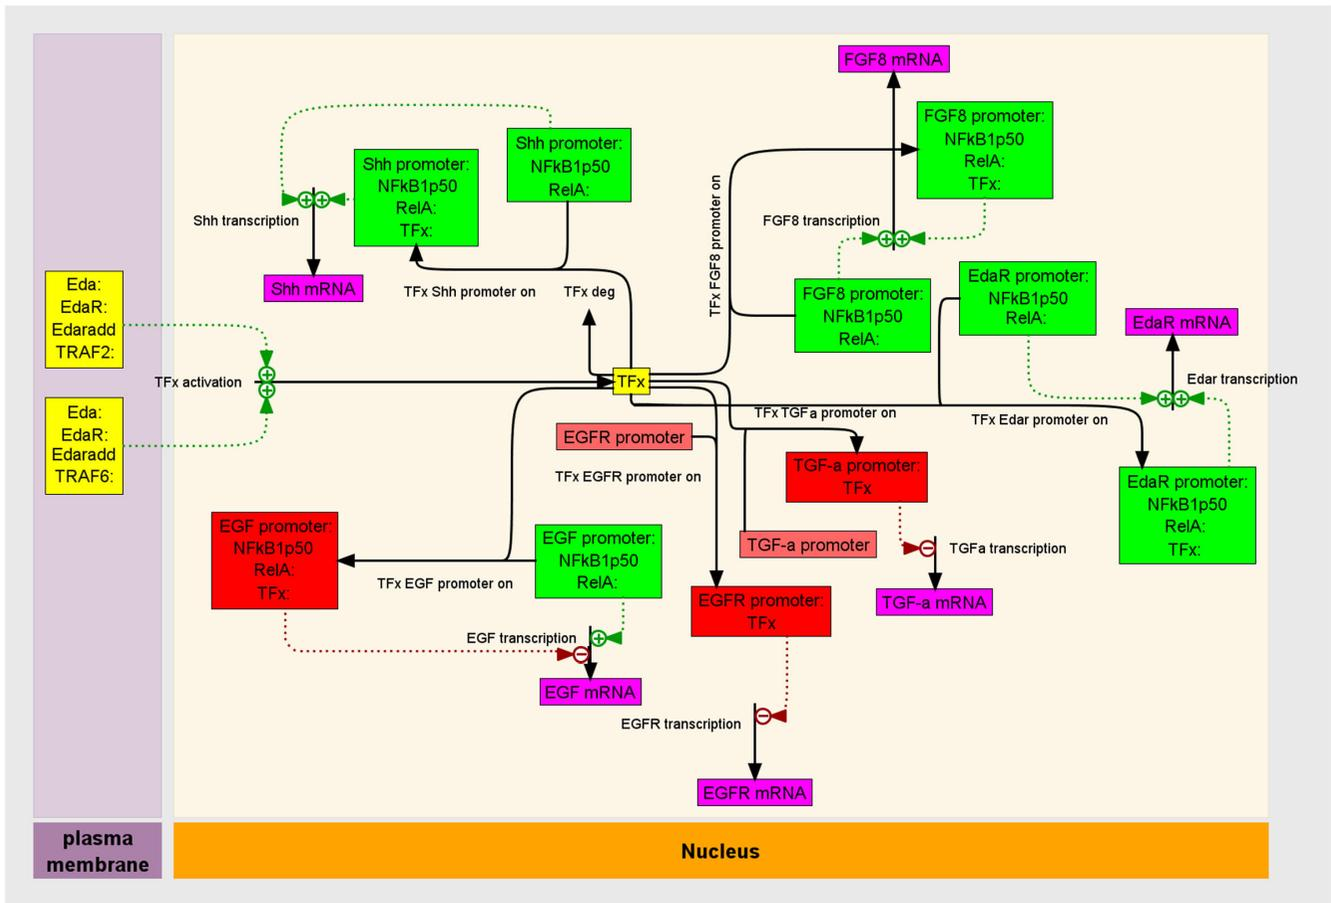 FGF8 mRNA
FGF8 promoter:
NFkB1p50
RelA:
TFx:
Shh promoter:
NFkB1p50
RelA:
Shh promoter:
NFkB1p50
RelA:
TFx:
Shh transcription
Shh mRNA
TFx Shh promoter on
TFx deg
TFx FGF8 promoter on
FGF8 transcription
FGF8 promoter:
NFkB1p50
RelA:
EdaR promoter:
NFkB1p50
RelA:
EdaR mRNA
Edar transcription
Eda:
EdaR:
Edaradd
TRAF2:
TFx activation
TFx
Eda:
EdaR:
Edaradd
TRAF6:
TFx TGFa promoter on
TFx Edar promoter on
EGFR promoter
TFx EGFR promoter on
TGF-a promoter:
TFx
EdaR promoter:
NFkB1p50
RelA:
TFx:
EGF promoter:
NFkB1p50
RelA:
TFx:
TFx EGF promoter on
EGF promoter:
NFkB1p50
RelA:
TGF-a promoter
TGFa transcription
TGF-a mRNA
EGFR promoter:
TFx
EGF transcription
EGF mRNA
EGFR transcription
EGFR mRNA
plasma
membrane
Nucleus